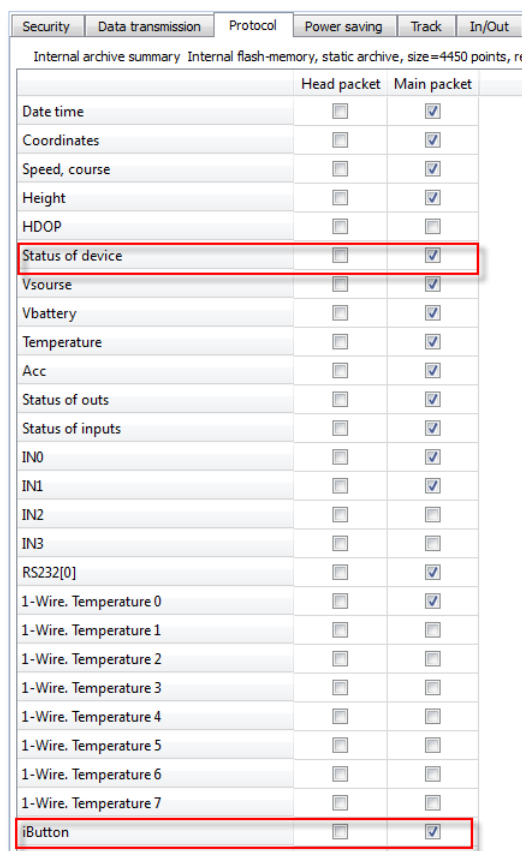 Security Data transmission Protocol Power saving Track In/Out
Internal archive summary Internal flash-memory, static archive, size=4450 points, re
Head packet Main packet
Date time
Coordinates
Speed, course
Height
HDOP
Status of device
Vsourse
Vbattery
Temperature
Acc
Status of outs
Status of inputs
IN0
IN1
IN2
IN3
RS232[0]
1-Wire. Temperature 0
1-Wire. Temperature 1
1-Wire. Temperature 2
1-Wire. Temperature 3
1-Wire. Temperature 4
1-Wire. Temperature 5
1-Wire. Temperature 6
1-Wire. Temperature 7
iButton